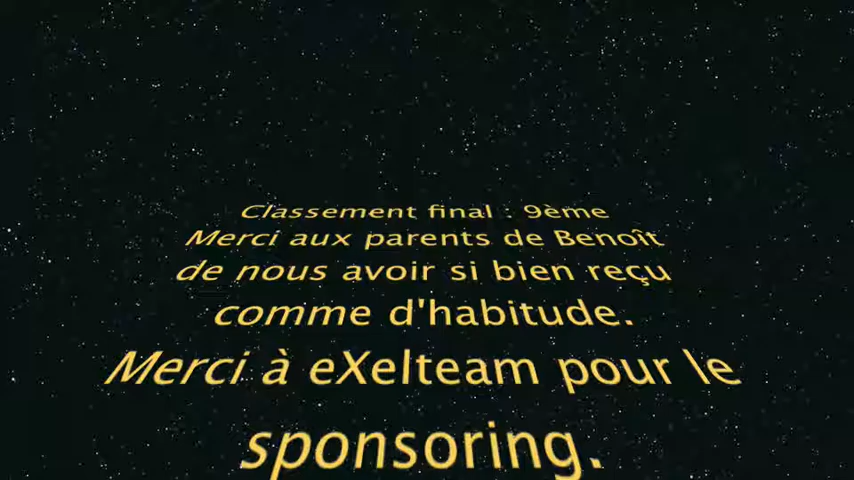 Classement final : 9ème
Merci aux parents de Benoît
de nous avoir si bien reçu
comme d'habitude.
Merci à eXelteam pour le
sponsoring.